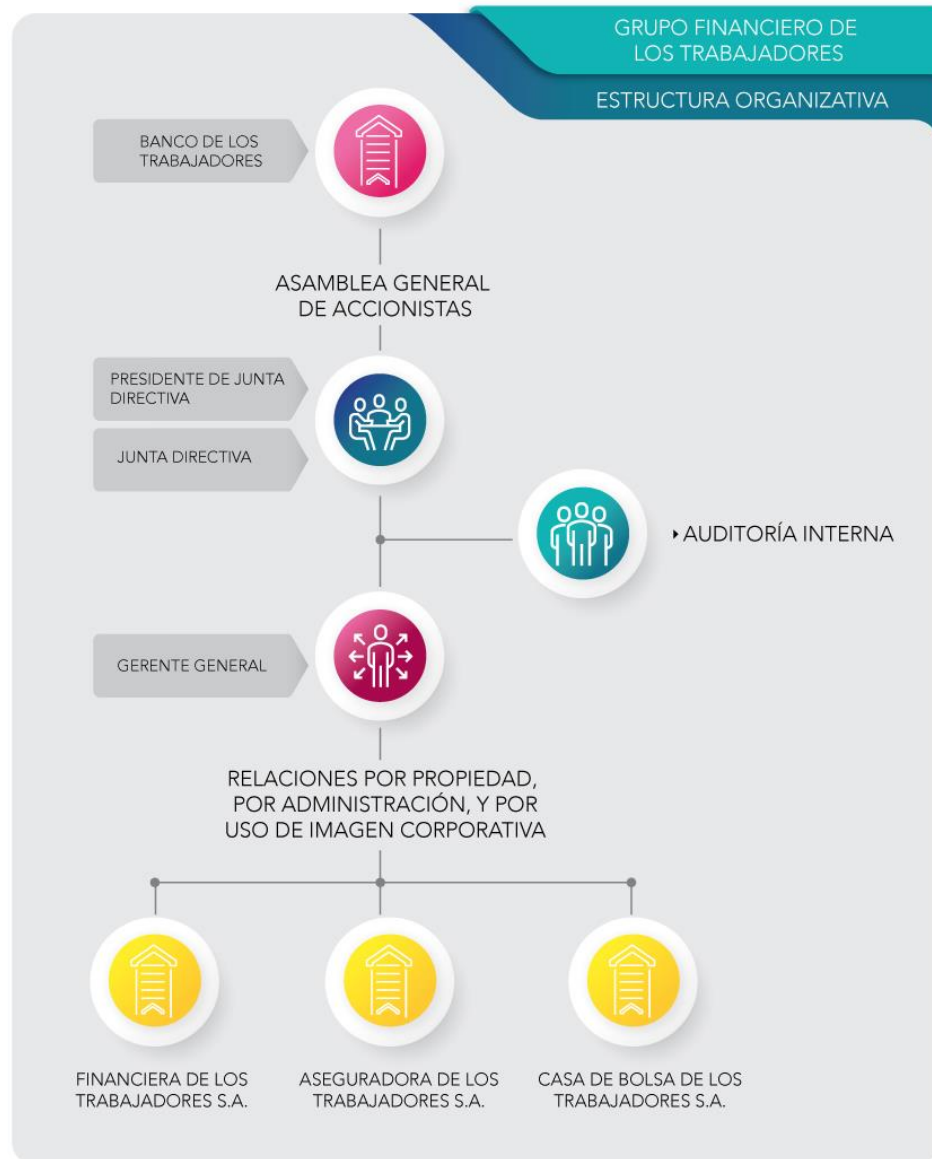 GRUPO FINANCIERO DE
LOS TRABAJADORES
ESTRUCTURA ORGANIZATIVA
BANCO DE LOS
TRABAJADORES
ASAMBLEA GENERAL
DE ACCIONISTAS
PRESIDENTE DE JUNTA
DIRECTIVA
JUNTA DIRECTIVA
AUDITORÍA INTERNA
GERENTE GENERAL
RELACIONES POR PROPIEDAD,
POR ADMINISTRACIÓN, Y POR
USO DE IMAGEN CORPORATIVA
FINANCIERA DE LOS
TRABAJADORES S.A.
ASEGURADORA DE LOS
TRABAJADORES S.A.
CASA DE BOLSA DE LOS
TRABAJADORES S.A.